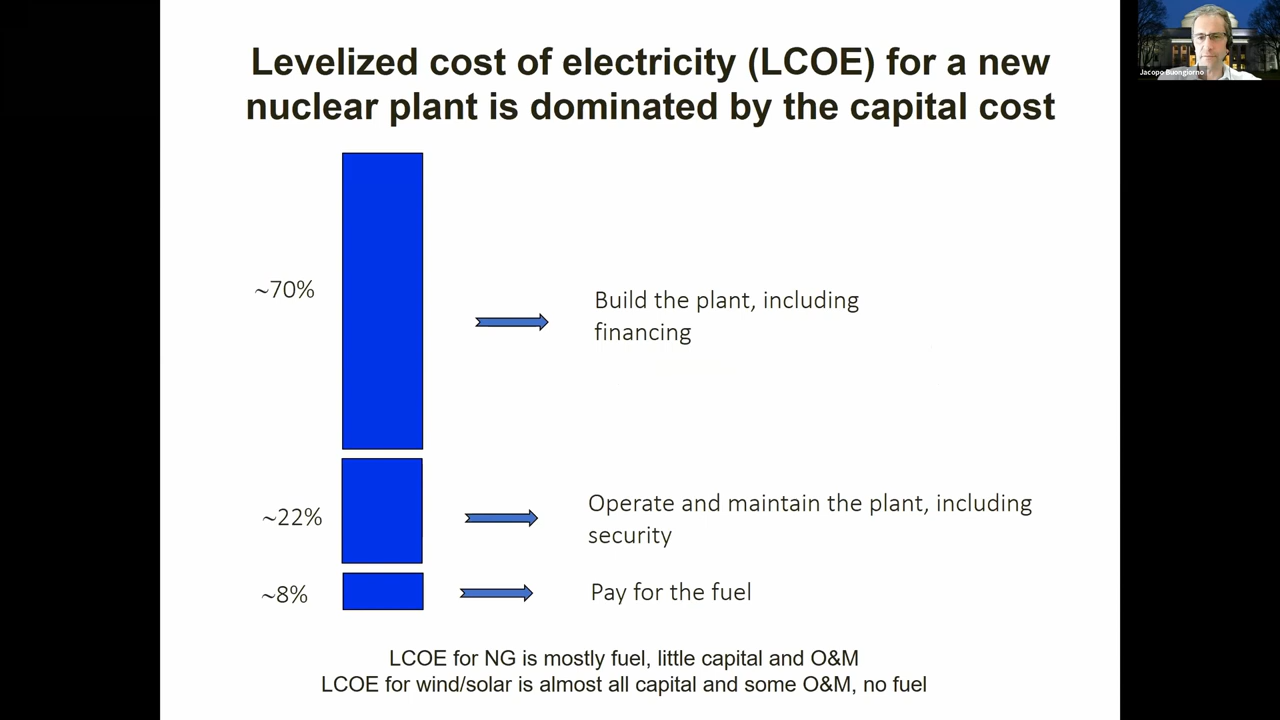 Levelized cost of electricity (LCOE) for a new
nuclear plant is dominated by the capital cost
Jacopo Buongiorno
~70%
Build the plant, including
financing
~22%
Operate and maintain the plant, including
security
~8%
Pay for the fuel
LCOE for NG is mostly fuel, little capital and O&M
LCOE for wind/solar is almost all capital and some O&M, no fuel